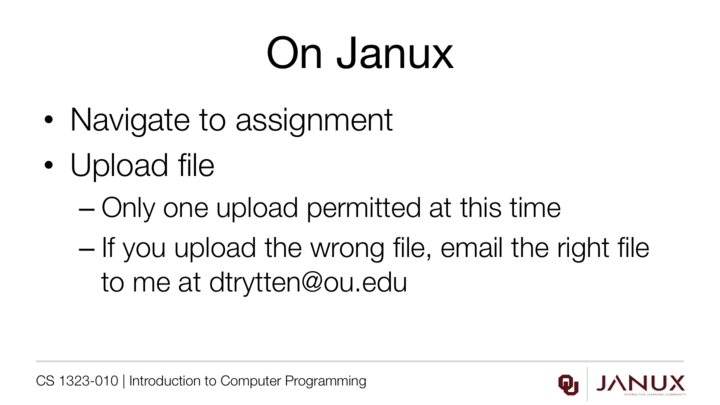 On Janux
• Navigate to assignment
• Upload file
– Only one upload permitted at this time
– If you upload the wrong file, email the right file
to me at dtrytten@ou.edu
CS 1323-010 | Introduction to Computer Programming
JANUX
INTERACTIVE LEARNING COMMUNITY